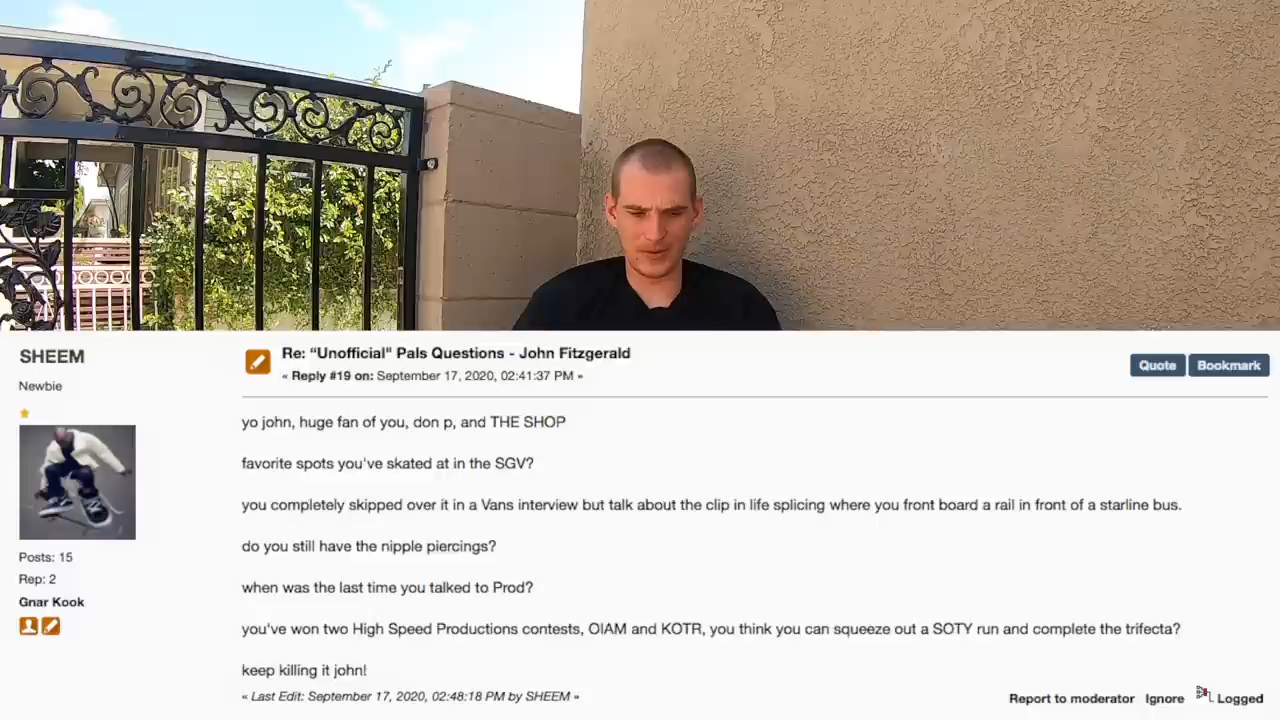 SHEEM
Newbie
Posts: 15
Rep: 2
Gnar Kook
Re: “Unofficial” Pals Questions - John Fitzgerald
« Reply #19 on: September 17, 2020, 02:41:37 PM »
Quote
Bookmark
yo john, huge fan of you, don p, and THE SHOP
favorite spots you've skated at in the SGV?
you completely skipped over it in a Vans interview but talk about the clip in life splicing where you front board a rail in front of a starline bus.
do you still have the nipple piercings?
when was the last time you talked to Prod?
you've won two High Speed Productions contests, OIAM and KOTR, you think you can squeeze out a SOTY run and complete the trifecta?
keep killing it john!
« Last Edit: September 17, 2020, 02:48:18 PM by SHEEM »
Report to moderator Ignore Logged